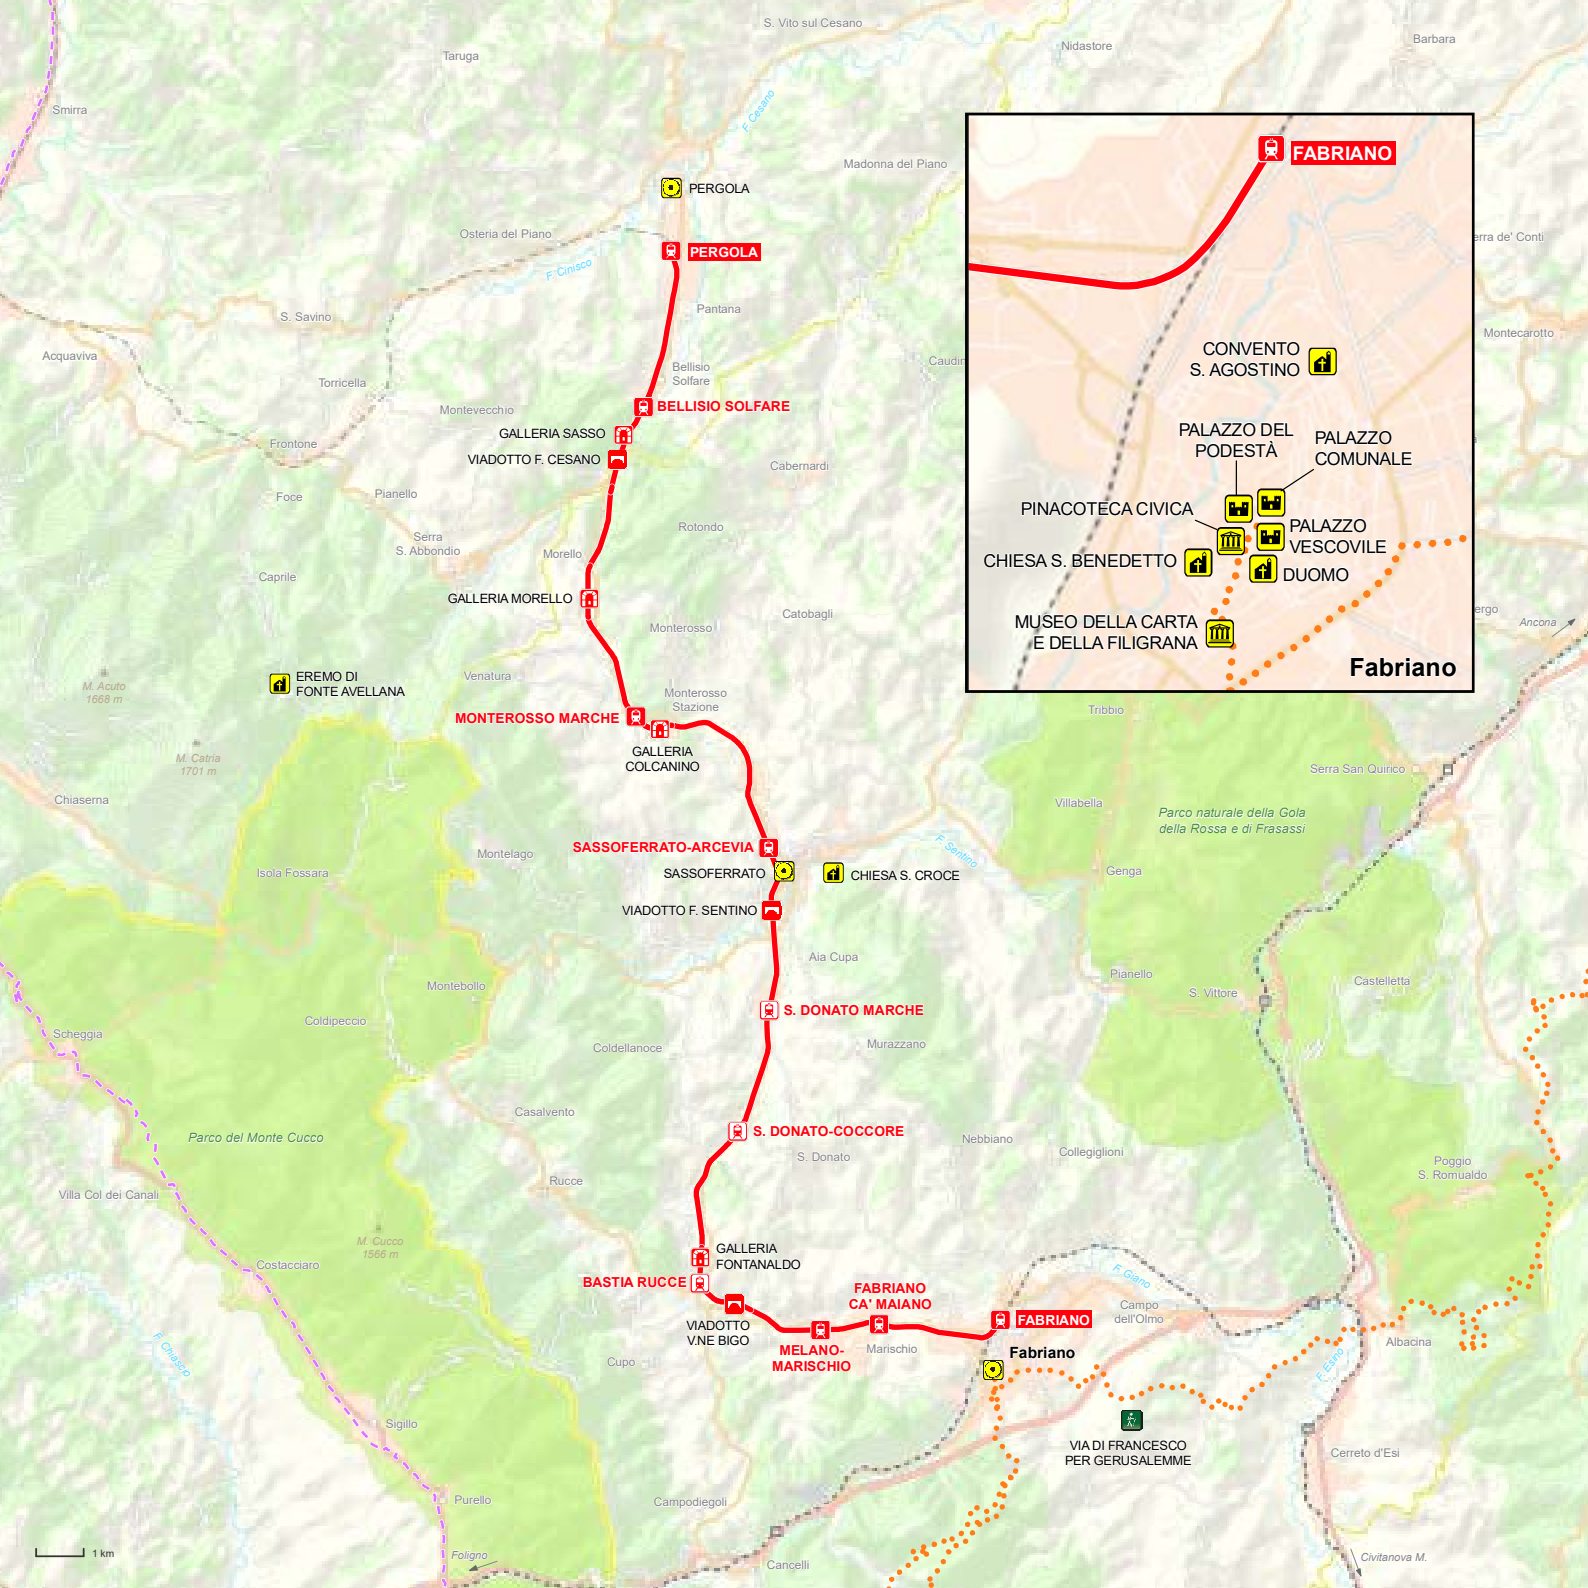 S. Vito sul Cesano
Nidastore
Barbara
Taruga
Smirra
F. Cesano
Madonna del Piano
PERGOLA
Osteria del Piano
PERGOLA
F. Cinisco
Pantana
S. Savino
Acquaviva
Torricella
Bellisio
Solfare
Caudin
Montevecchio
BELLISIO SOLFARE
Frontone
GALLERIA SASSO
VIADOTTO F. CESANO
Cabernardi
Foce
Pianello
Rotondo
Serra
S. Abbondio
Morello
Caprile
GALLERIA MORELLO
Catobagli
Monterosso
EREMO DI
FONTE AVELLANA
Venatura
M. Acuto
1668 m
Monterosso
Stazione
MONTEROSSO MARCHE
GALLERIA
COLCANINO
M. Catria
1701 m
Chiaserna
FABRIANO
CONVENTO
S. AGOSTINO
PALAZZO DEL
PODESTÀ
PALAZZO
COMUNALE
PINACOTECA CIVICA
PALAZZO
VESCOVILE
CHIESA S. BENEDETTO
DUOMO
MUSEO DELLA CARTA
E DELLA FILIGRANA
Fabriano
erra de' Conti
Montecarotto
ergo
Ancona
Tribbio
Serra San Quirico
Villabella
Parco naturale della Gola
della Rossa e di Frasassi
SASSOFERRATO-ARCEVIA
SASSOFERRATO
CHIESA S. CROCE
F. Sentino
Montelago
Isola Fossara
Genga
VIADOTTO F. SENTINO
Aia Cupa
Pianello
S. Vittore
Castelletta
Montebollo
Coldipeccio
Scheggia
S. DONATO MARCHE
Coldellanoce
Murazzano
Casalvento
S. DONATO-COCCORE
Nebbiano
Collegiglioni
S. Donato
Parco del Monte Cucco
Poggio
S. Romualdo
Rucce
Villa Col dei Canali
M. Cucco
1566 m
Costacciaro
GALLERIA
FONTANALDO
BASTIA RUCCE
FABRIANO
CA' MAIANO
F. Giano
Campo
dell'Olmo
FABRIANO
VIADOTTO
V.NE BIGO
MELANO-
MARISCHIO
Marischio
Fabriano
Albacina
F. Esino
F. Chiascio
Cupo
Sigillo
VIA DI FRANCESCO
PER GERUSALEMME
Cerreto d'Esi
Purello
Campodiegoli
1 km
Foligno
Cancelli
Civitanova M.